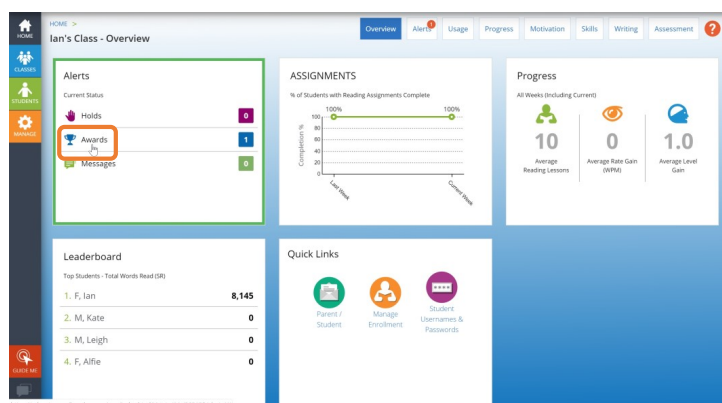 HOME >
Ian's Class - Overview
Overview
Alerts
1
Usage
Progress
Motivation
Skills
Writing
Assessment
?
HOME
CLASSES
STUDENTS
MANAGE
GUIDE ME
Alerts
Current Status
Holds 0
Awards 1
Messages 0
ASSIGNMENTS
% of Students with Reading Assignments Complete
100% 100%
Completion %
100
80
60
40
20
0
Last Week
Current Week
Progress
All Weeks (Including Current)
10 0 1.0
Average Reading Lessons
Average Rate Gain (WPM)
Average Level Gain
Leaderboard
Top Students - Total Words Read (SR)
1. F, Ian 8,145
2. M, Kate 0
3. M, Leigh 0
4. F, Alfie 0
Quick Links
Parent /
Student
Manage
Enrollment
Student
Usernames &
Passwords